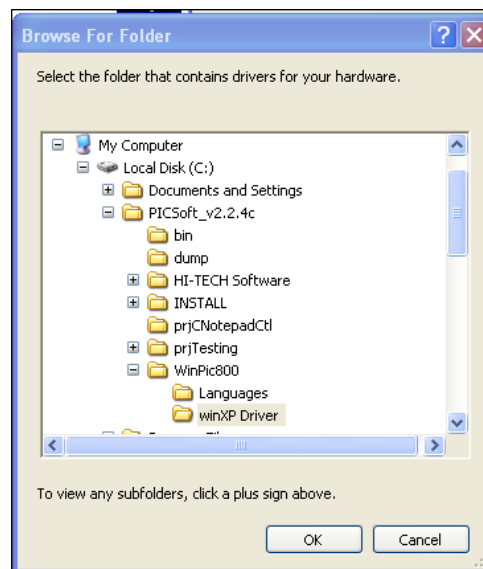 Browse For Folder
Select the folder that contains drivers for your hardware.
My Computer
Local Disk (C:)
Documents and Settings
PICSoft_v2.2.4c
bin
dump
HI-TECH Software
INSTALL
prjCNotepadCtl
prjTesting
WinPic800
Languages
winXP Driver
To view any subfolders, click a plus sign above.
OK Cancel